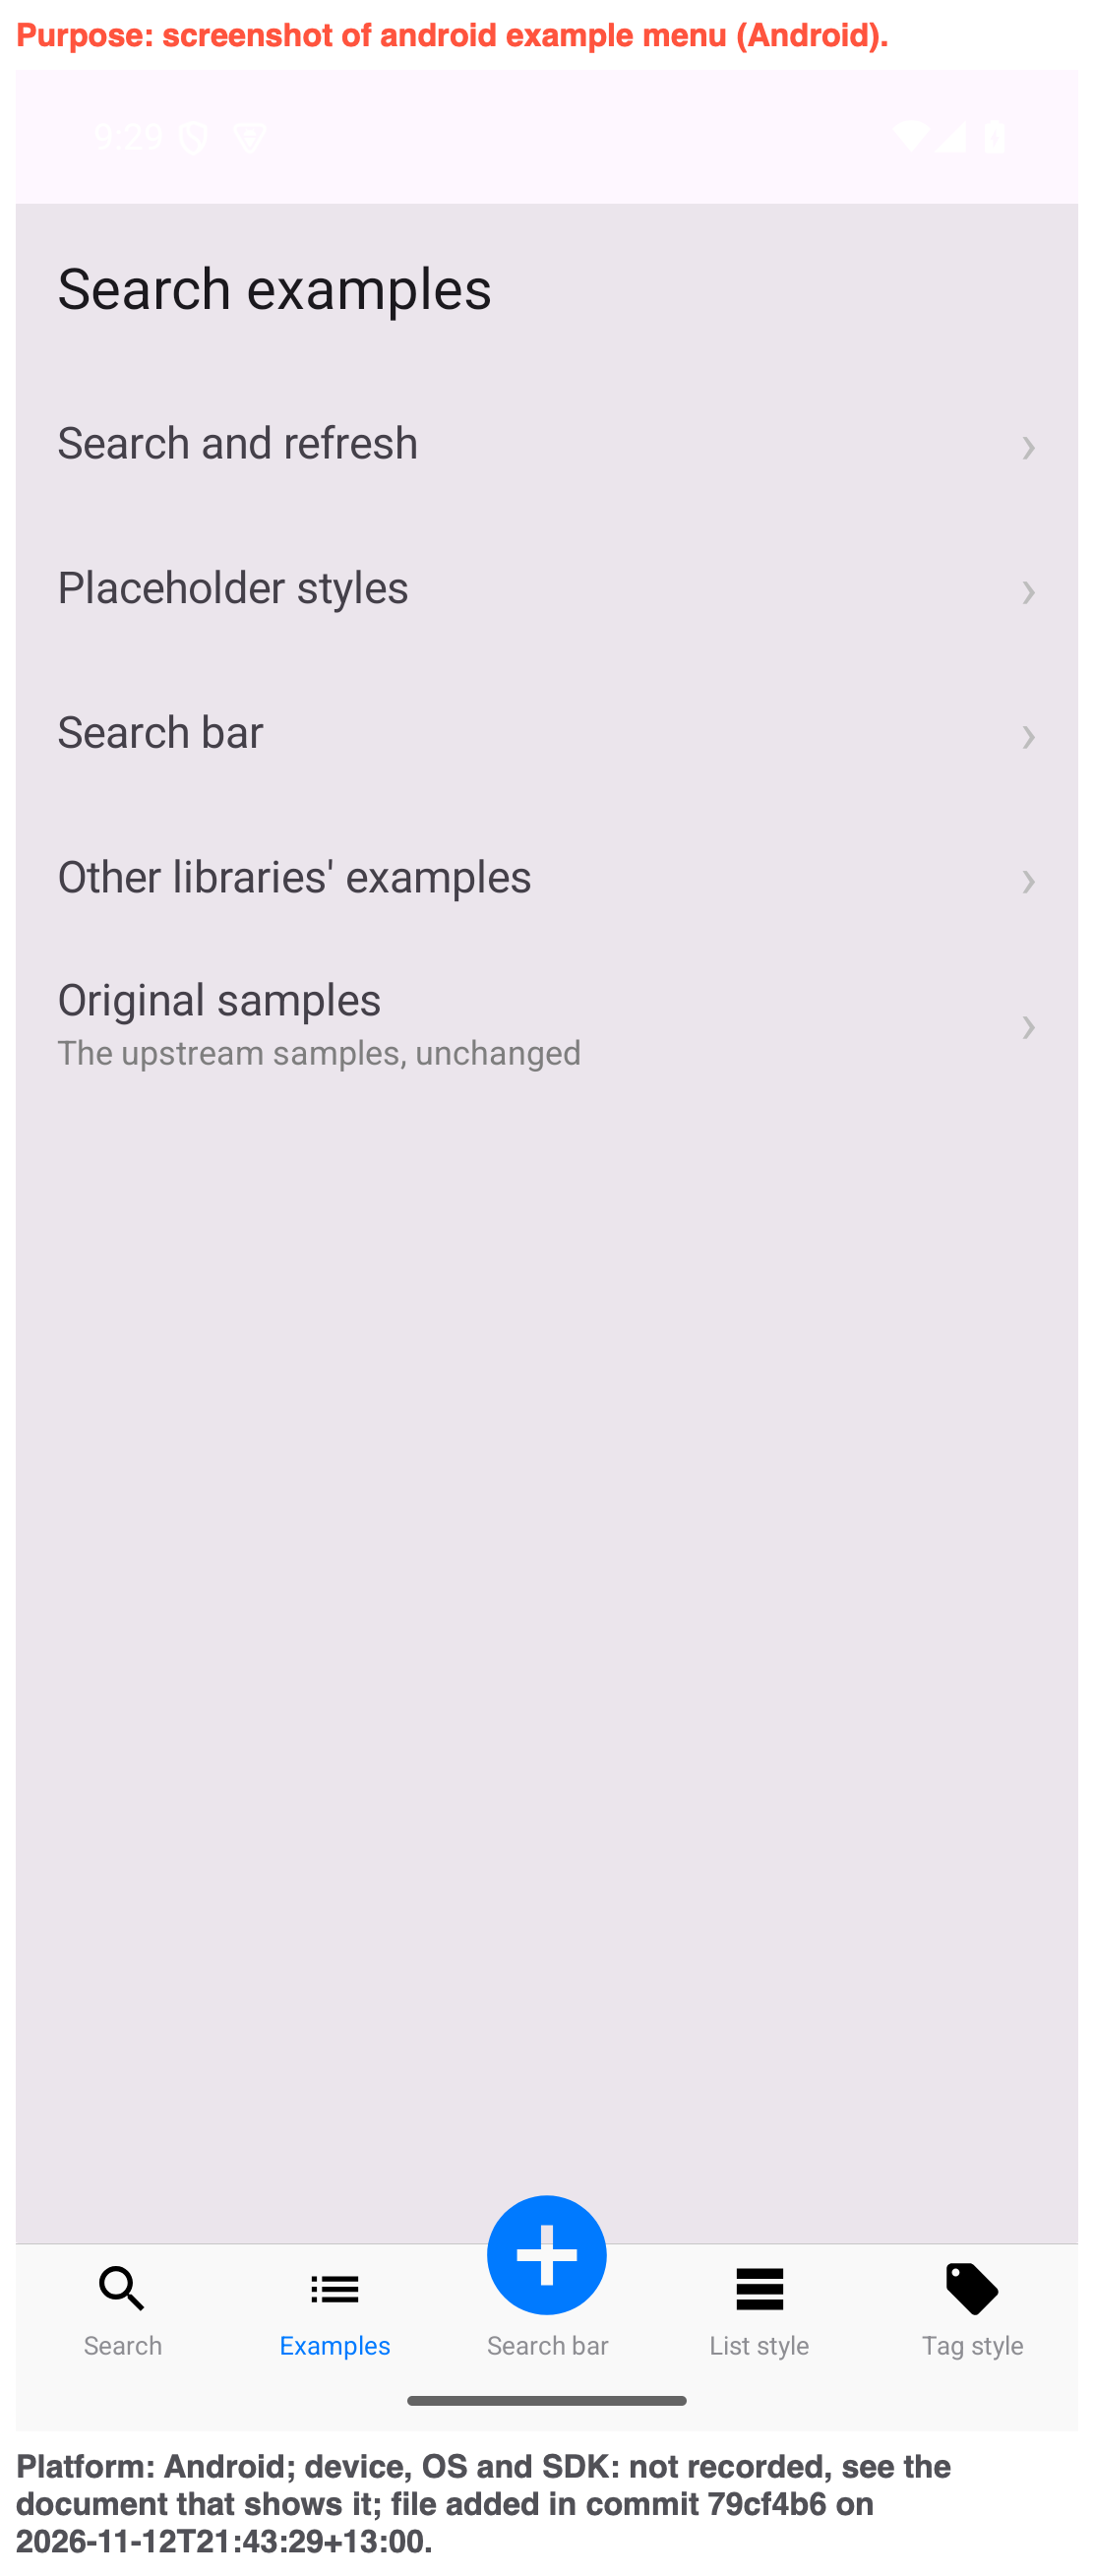 Purpose: screenshot of android example menu (Android).
9:29
Search examples
Search and refresh
Placeholder styles
Search bar
Other libraries' examples
Original samples
The upstream samples, unchanged
Search
Examples
Search bar
List style
Tag style
Platform: Android; device, OS and SDK: not recorded, see the
document that shows it; file added in commit 79cf4b6 on
2026-11-12T21:43:29+13:00.